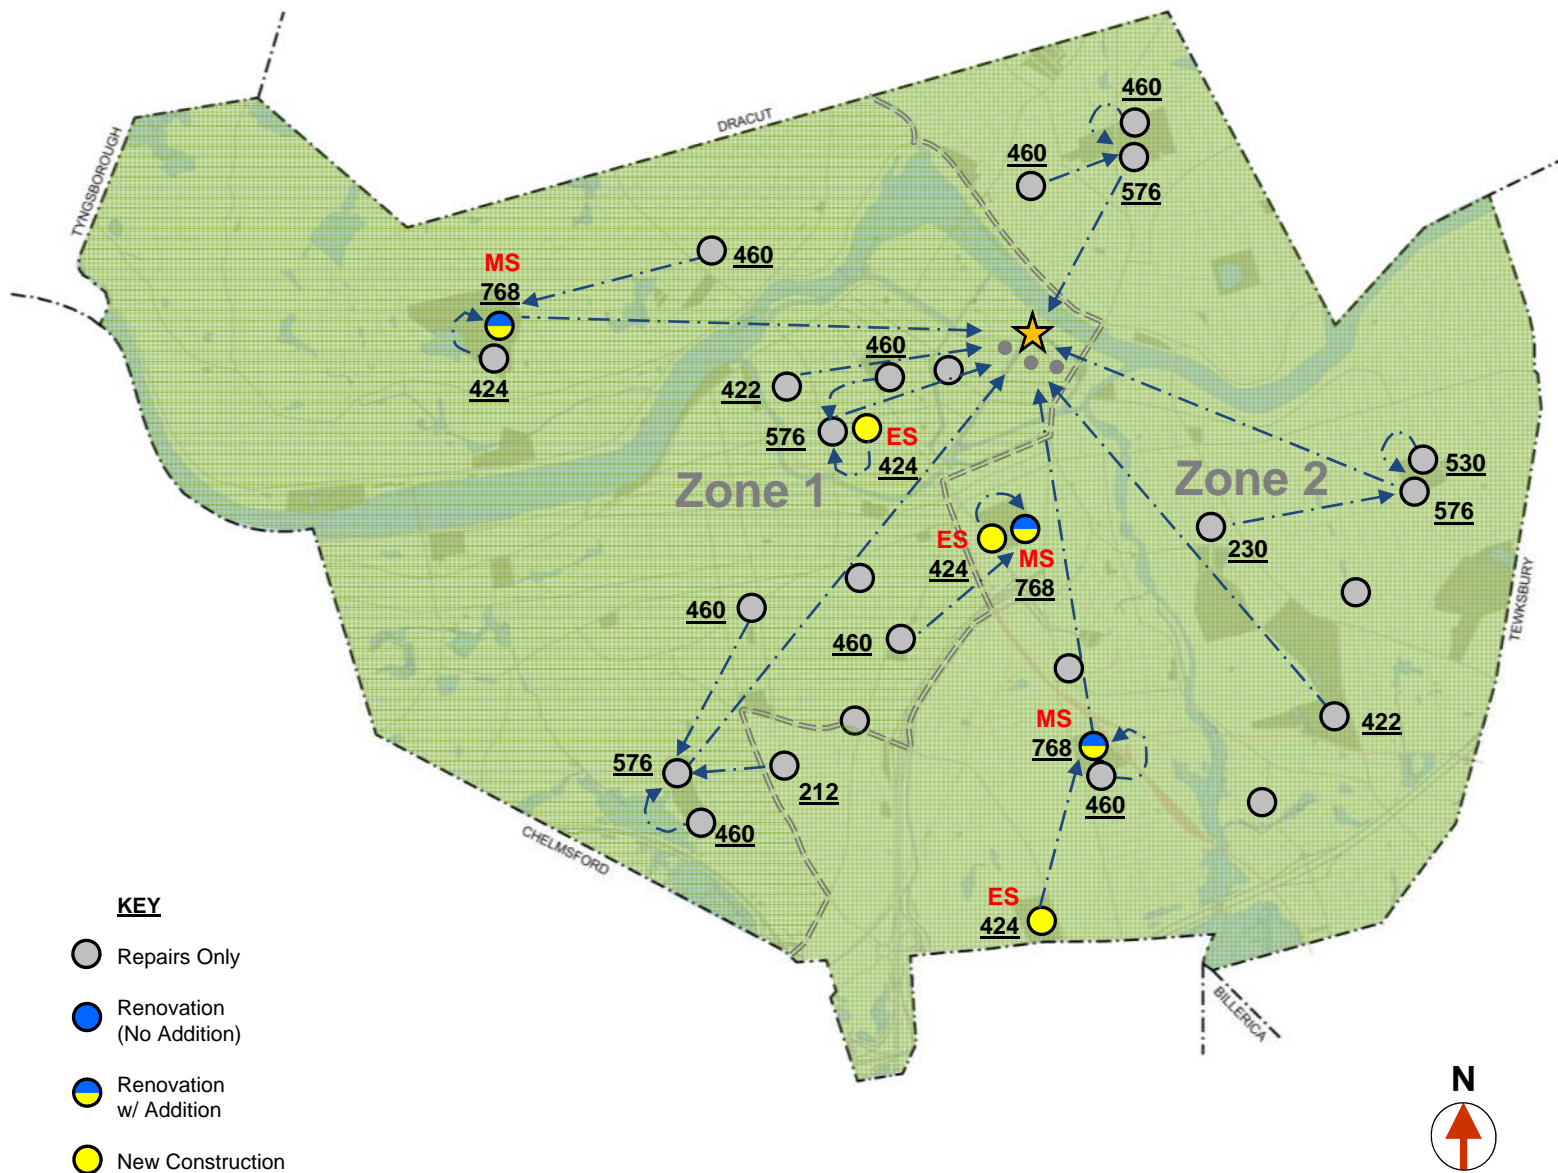 460
DRACUT
460
576
TYNGSBOROUGH
460
MS
768
424
460
422
576
ES
424
Zone 1
Zone 2
530
576
230
ES
424
MS
768
460
460
TEWKSBURY
MS
768
460
422
576
212
460
CHELMSFORD
ES
424
BILLERICA
KEY
Repairs Only
Renovation
(No Addition)
Renovation
w/ Addition
New Construction
N